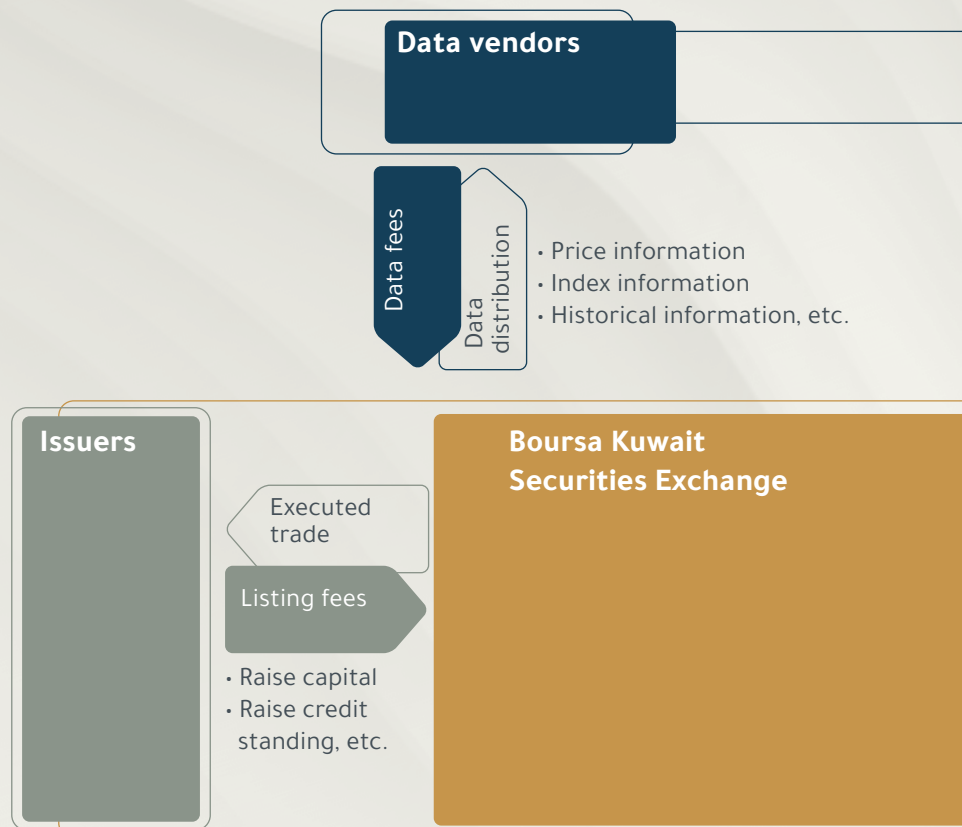 Data vendors
Data fees
Data
distribution
• Price information
• Index information
• Historical information, etc.
Issuers
Executed
trade
Listing fees
• Raise capital
• Raise credit
standing, etc.
Boursa Kuwait
Securities Exchange